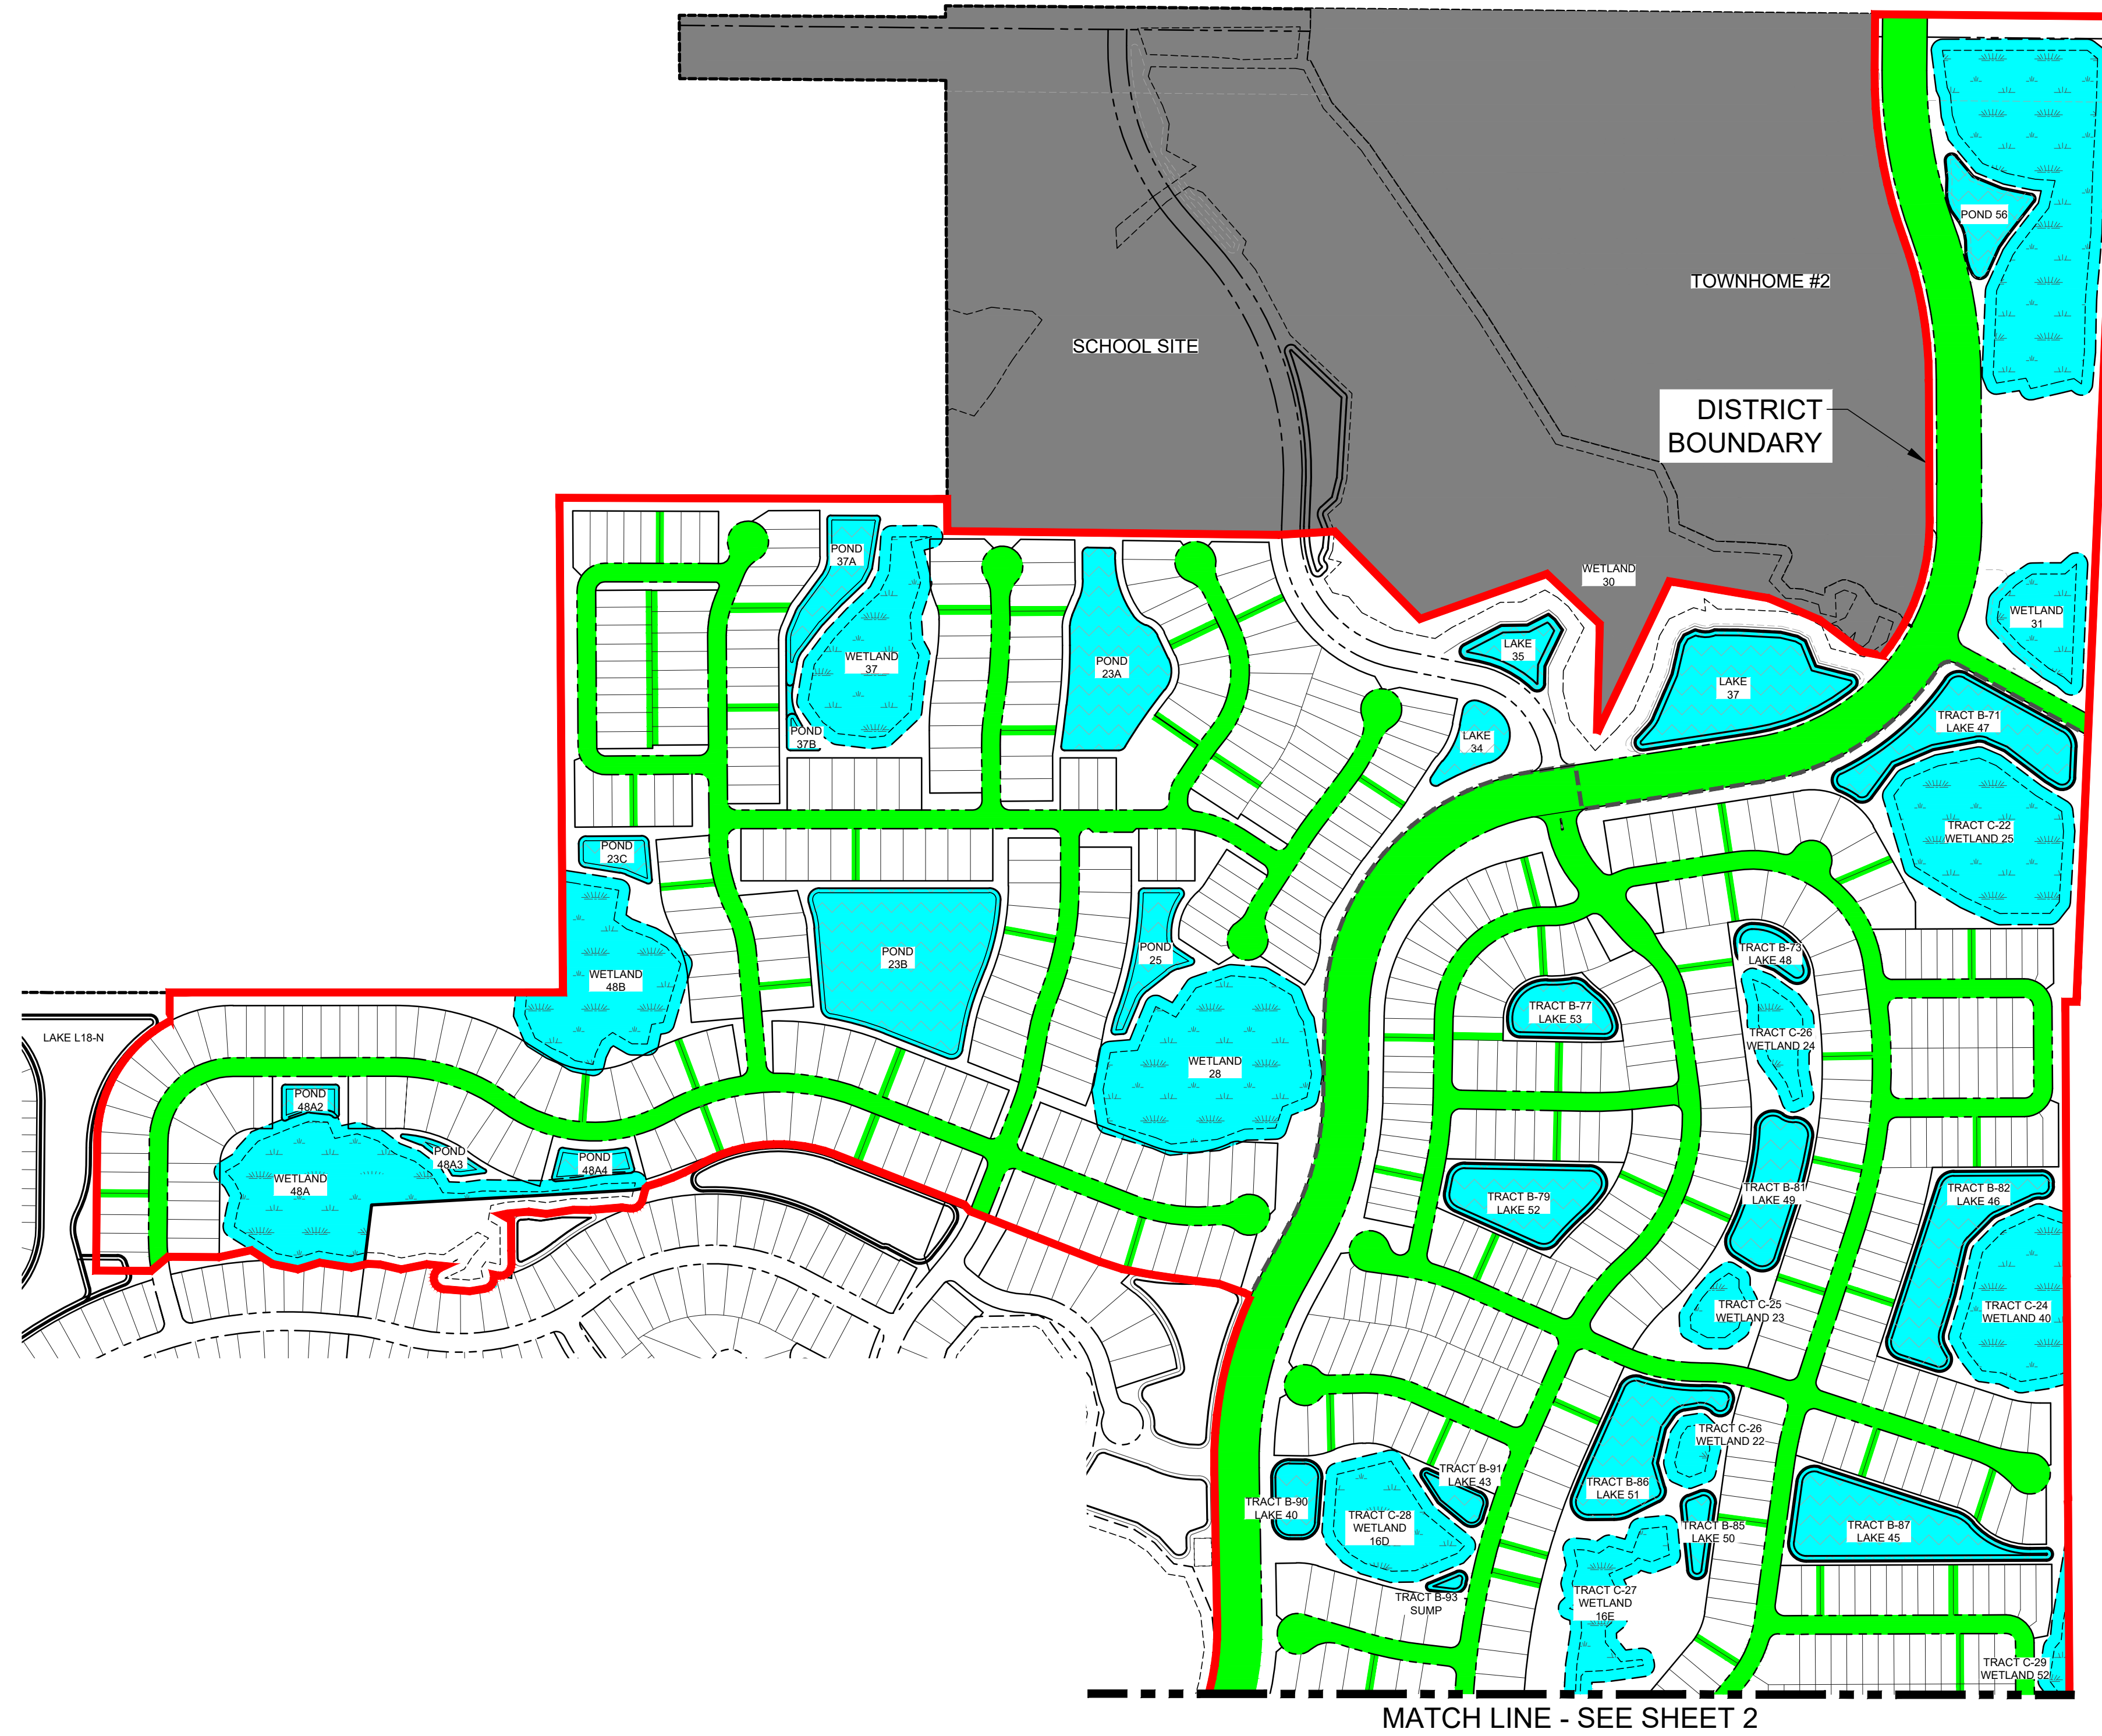 POND 56
TOWNHOME #2
SCHOOL SITE
DISTRICT
BOUNDARY
POND
37A
WETLAND
30
WETLAND
31
LAKE
35
WETLAND
37
POND
23A
LAKE
37
TRACT B-71
LAKE 47
POND
37B
LAKE
34
TRACT C-22
WETLAND 25
POND
23C
POND
23B
POND
25
TRACT B-73
LAKE 48
WETLAND
48B
TRACT B-77
LAKE 53
LAKE L18-N
TRACT C-26
WETLAND 24
WETLAND
28
POND
48A2
POND
48A3
POND
48A4
WETLAND
48A
TRACT B-79
LAKE 52
TRACT B-81
LAKE 49
TRACT B-82
LAKE 46
TRACT C-25
WETLAND 23
TRACT C-24
WETLAND 40
TRACT C-26
WETLAND 22
TRACT B-91
LAKE 43
TRACT B-86
LAKE 51
TRACT B-90
LAKE 40
TRACT C-28
WETLAND
16D
TRACT B-85
LAKE 50
TRACT B-87
LAKE 45
TRACT B-93
SUMP
TRACT C-27
WETLAND
16E
TRACT C-29
WETLAND 52
MATCH LINE - SEE SHEET 2